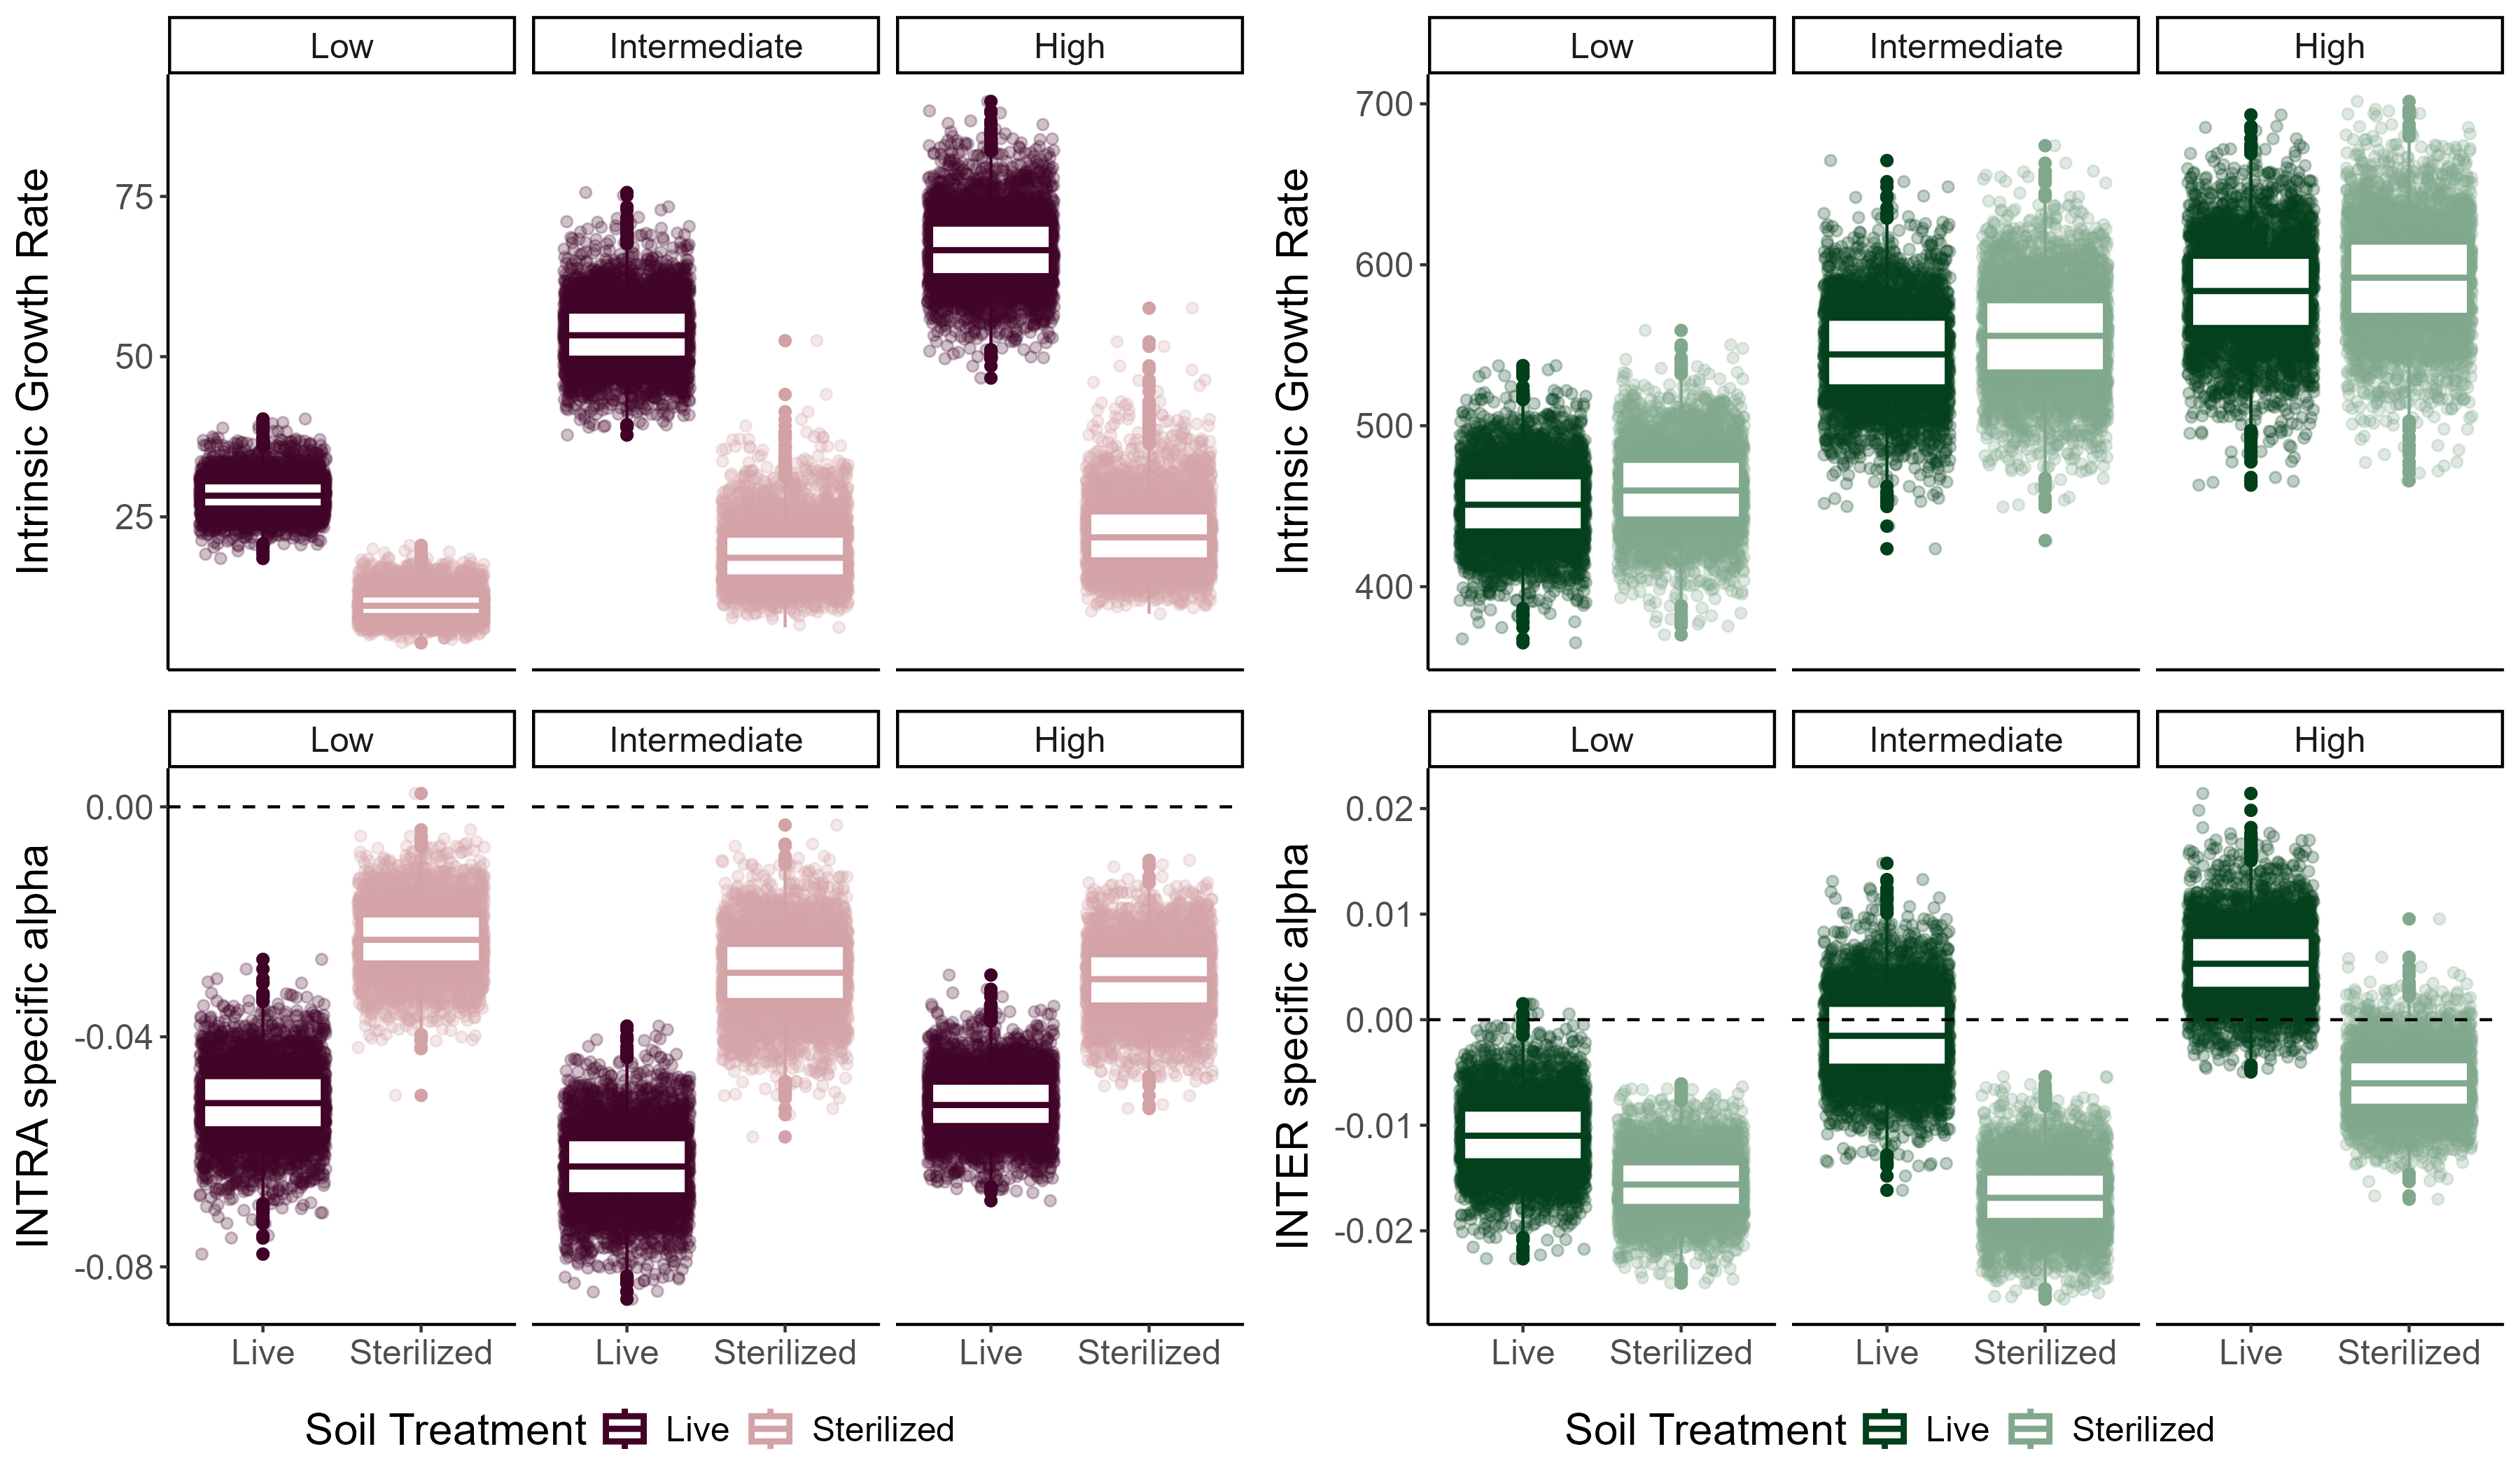 Low Intermediate High
Intrinsic Growth Rate
75
50
25
Low Intermediate High
Intrinsic Growth Rate
700
600
500
400
Low Intermediate High
INTRA specific alpha
0.00
-0.04
-0.08
Live Sterilized Live Sterilized Live Sterilized
Soil Treatment Live Sterilized
Low Intermediate High
INTER specific alpha
0.02
0.01
0.00
-0.01
-0.02
Live Sterilized Live Sterilized Live Sterilized
Soil Treatment Live Sterilized